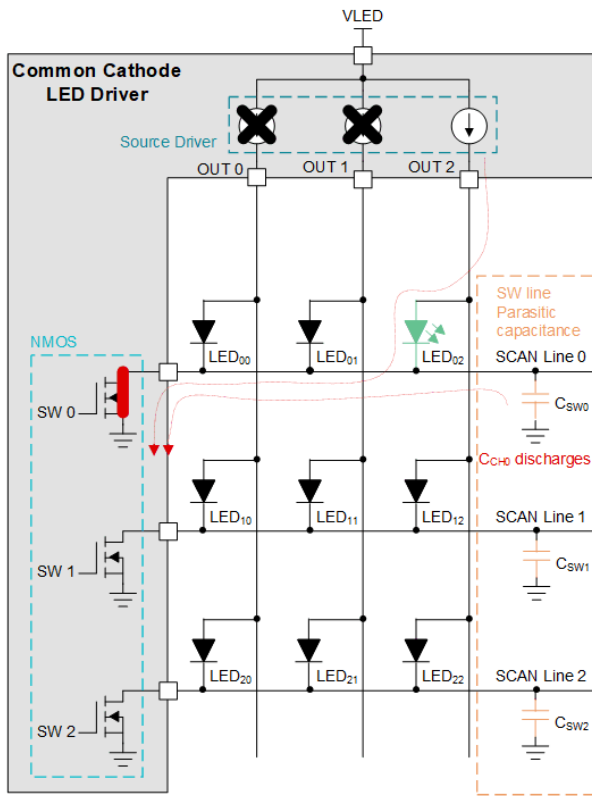 VLED
Common Cathode
LED Driver
Source Driver
OUT 0
OUT 1
OUT 2
SW line
Parasitic
capacitance
NMOS
LED00
LED01
LED02
SCAN Line 0
SW 0
CSW0
CCH0 discharges
LED10
LED11
LED12
SCAN Line 1
SW 1
CSW1
LED20
LED21
LED22
SCAN Line 2
SW 2
CSW2